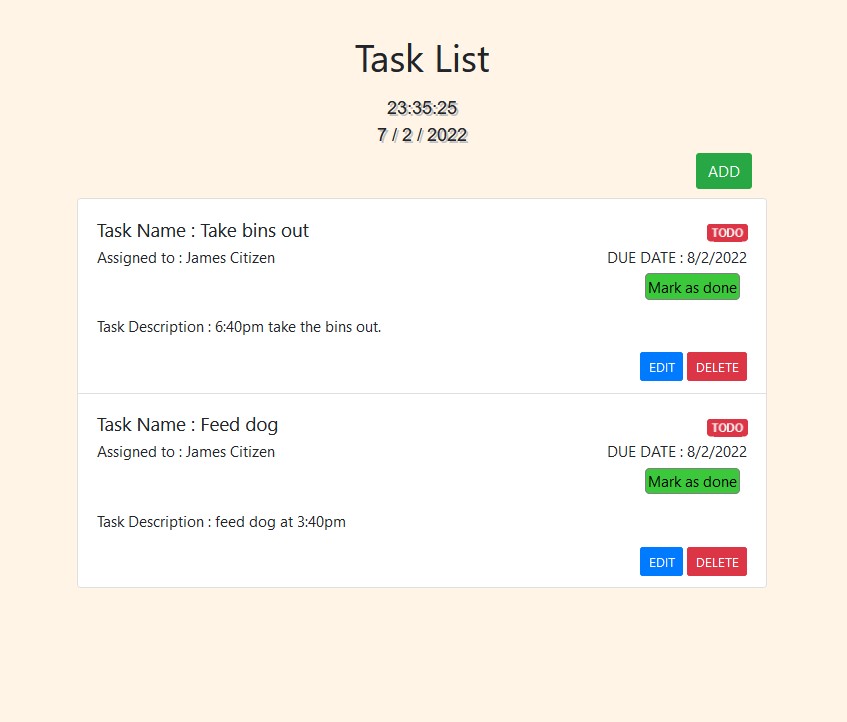 Task List
23:35:25
7 / 2 / 2022
ADD
Task Name : Take bins out
TODO
Assigned to : James Citizen
DUE DATE : 8/2/2022
Mark as done
Task Description : 6:40pm take the bins out.
EDIT DELETE
Task Name : Feed dog
TODO
Assigned to : James Citizen
DUE DATE : 8/2/2022
Mark as done
Task Description : feed dog at 3:40pm
EDIT DELETE